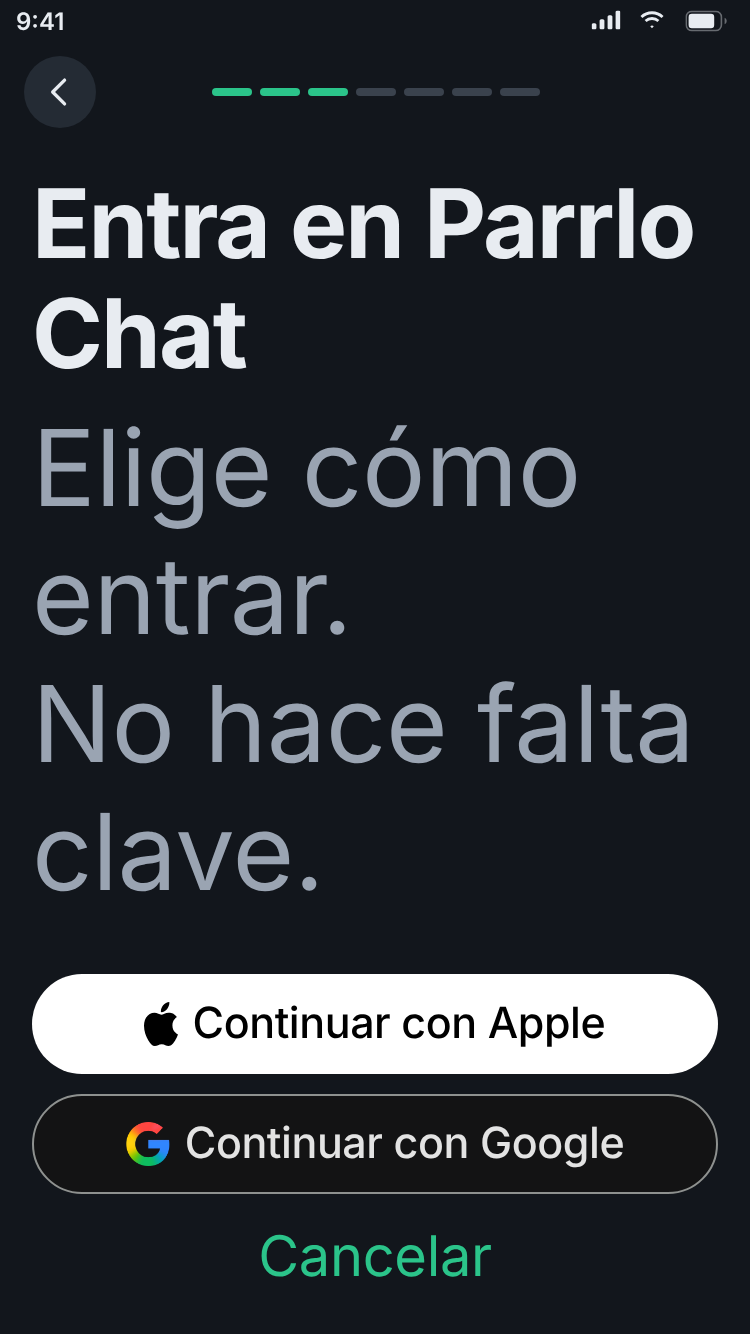 9:41
Entra en Parrlo
Chat
Elige cómo
entrar.
No hace falta
clave.
Continuar con Apple
Continuar con Google
Cancelar